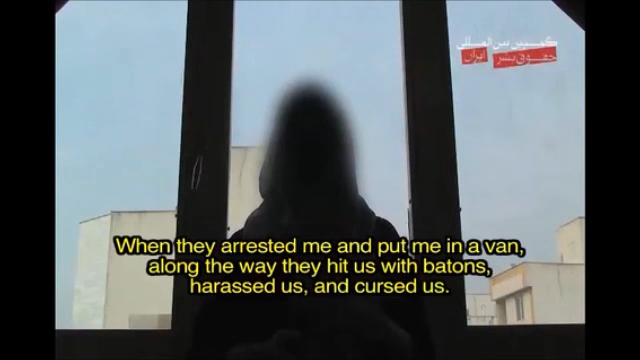 کمپین بین‌المللی
حقوق بشر ایران
When they arrested me and put me in a van,
along the way they hit us with batons,
harassed us, and cursed us.